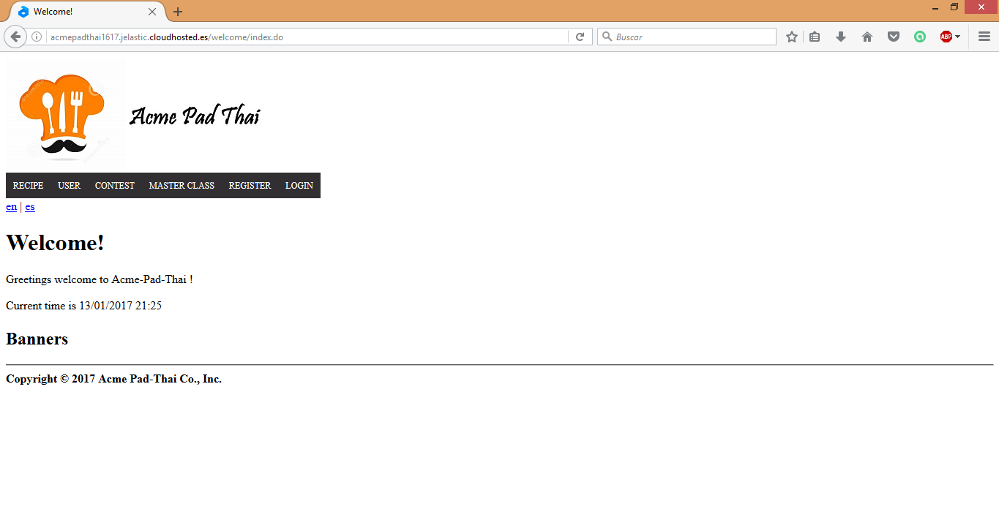 Welcome!
acmepadthai1617.jelastic.cloudhosted.es/welcome/index.do
Buscar
ABP
Acme Pad Thai
RECIPE USER CONTEST MASTER CLASS REGISTER LOGIN
en | es
Welcome!
Greetings welcome to Acme-Pad-Thai !
Current time is 13/01/2017 21:25
Banners
Copyright © 2017 Acme Pad-Thai Co., Inc.